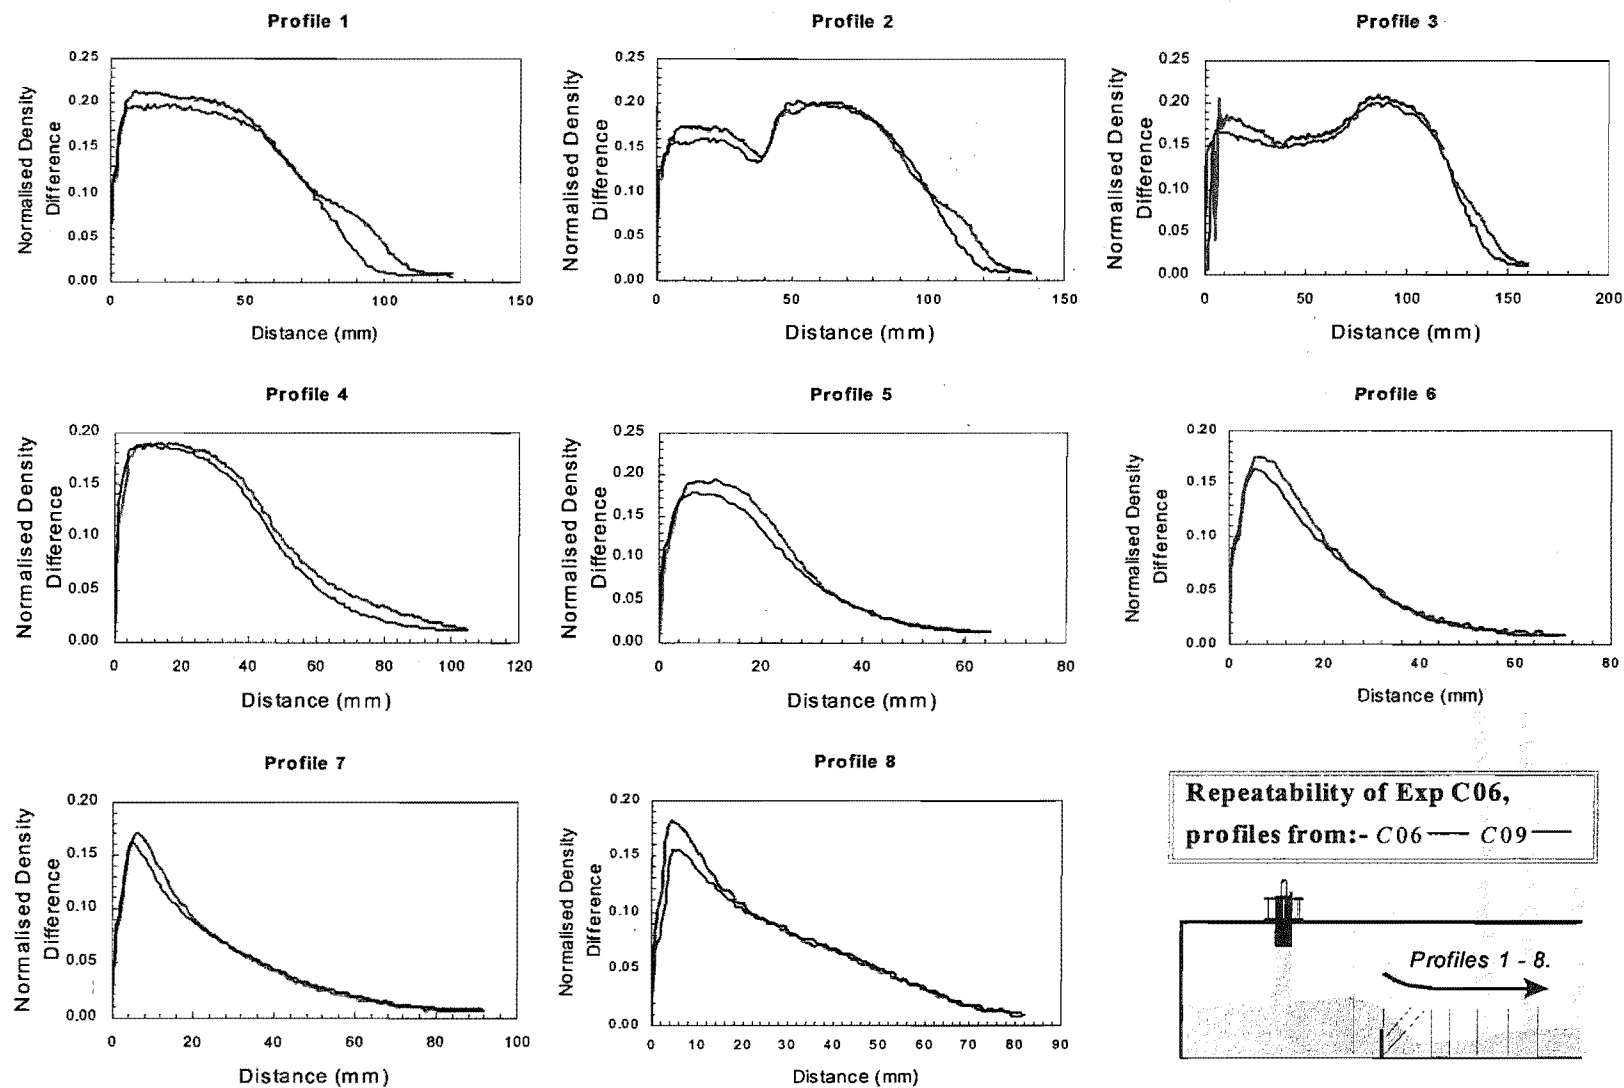 Profile 1
Normalised Density
Difference
0.25
0.20
0.15
0.10
0.05
0.00
0 50 100 150
Distance (mm)
Profile 2
Normalised Density
Difference
0.25
0.20
0.15
0.10
0.05
0.00
0 50 100 150
Distance (mm)
Profile 3
Normalised Density
Difference
0.25
0.20
0.15
0.10
0.05
0.00
0 50 100 150 200
Distance (mm)
Profile 4
Normalised Density
Difference
0.20
0.15
0.10
0.05
0.00
0 20 40 60 80 100 120
Distance (mm)
Profile 5
Normalised Density
Difference
0.25
0.20
0.15
0.10
0.05
0.00
0 20 40 60 80
Distance (mm)
Profile 6
Normalised Density
Difference
0.20
0.15
0.10
0.05
0.00
0 20 40 60 80
Distance (mm)
Profile 7
Normalised Density
Difference
0.20
0.15
0.10
0.05
0.00
0 20 40 60 80 100
Distance (mm)
Profile 8
Normalised Density
Difference
0.20
0.15
0.10
0.05
0.00
0 10 20 30 40 50 60 70 80 90
Distance (mm)
Repeatability of Exp C06,
profiles from:- C06 C09
Profiles 1 - 8.